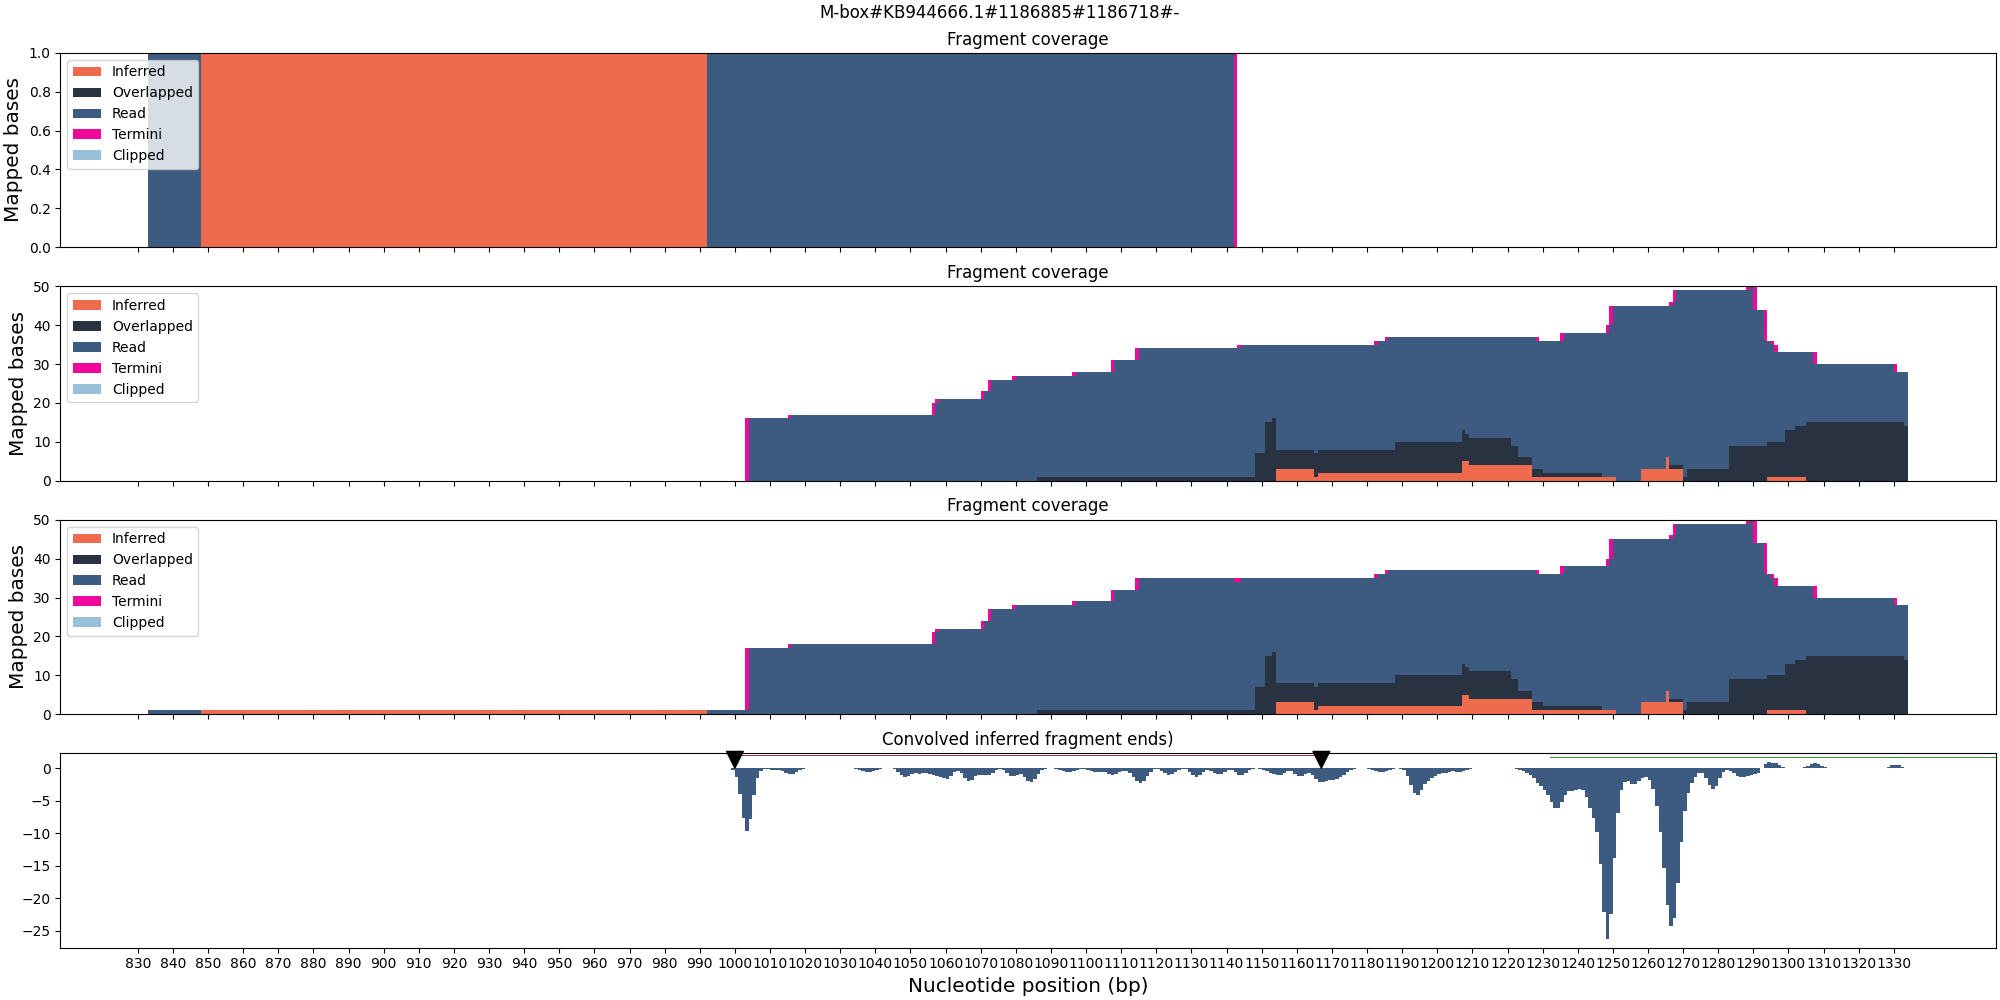 M-box#KB944666.1#1186885#1186718#-
Fragment coverage
Mapped bases
1.0
0.8
0.6
0.4
0.2
0.0
Inferred
Overlapped
Read
Termini
Clipped
Fragment coverage
Mapped bases
50
40
30
20
10
0
Inferred
Overlapped
Read
Termini
Clipped
Fragment coverage
Mapped bases
50
40
30
20
10
0
Inferred
Overlapped
Read
Termini
Clipped
Convolved inferred fragment ends)
0
−5
−10
−15
−20
−25
830 840 850 860 870 880 890 900 910 920 930 940 950 960 970 980 990 1000 1010 1020 1030 1040 1050 1060 1070 1080 1090 1100 1110 1120 1130 1140 1150 1160 1170 1180 1190 1200 1210 1220 1230 1240 1250 1260 1270 1280 1290 1300 1310 1320 1330
Nucleotide position (bp)